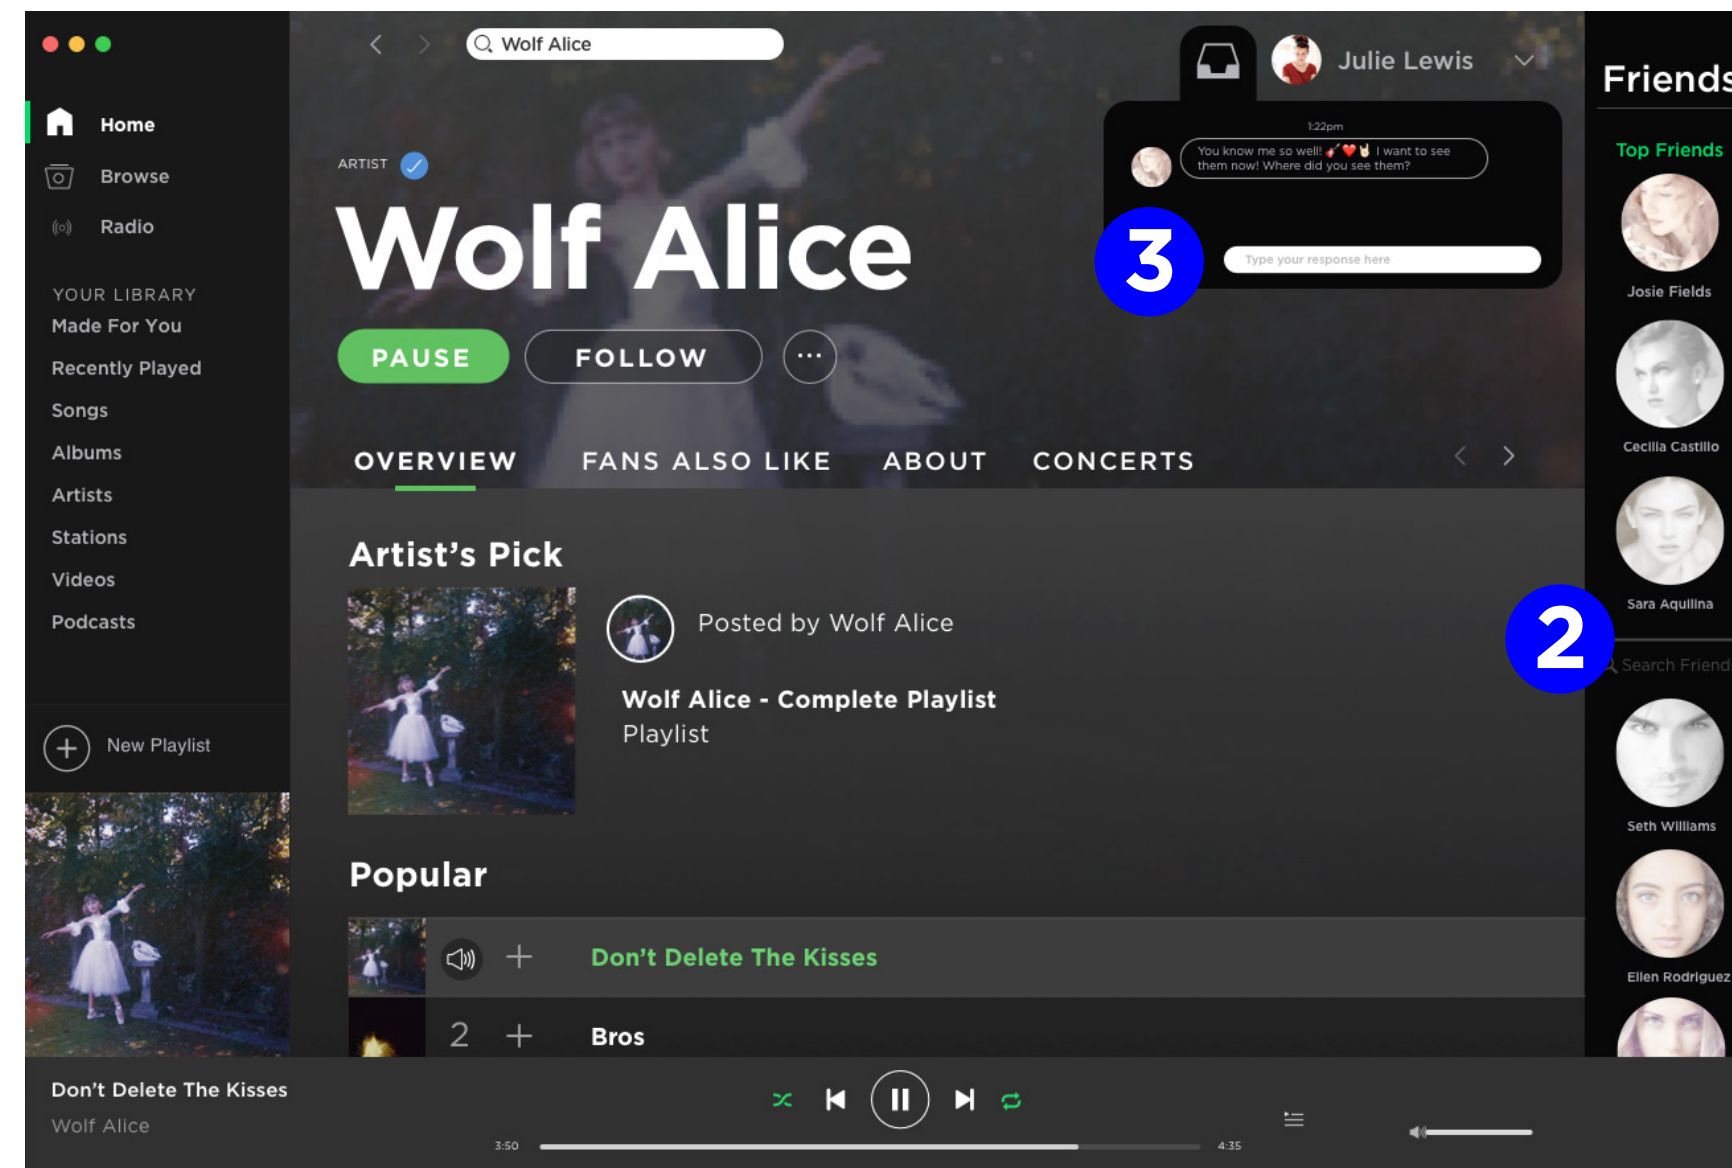 Wolf Alice
Julie Lewis
Friends
Home
Browse
Radio
YOUR LIBRARY
Made For You
Recently Played
Songs
Albums
Artists
Stations
Videos
Podcasts
New Playlist
ARTIST
Wolf Alice
PAUSE
FOLLOW
...
1:22pm
You know me so well! 🎸❤️🤘 I want to see
them now! Where did you see them?
3
Type your response here
OVERVIEW
FANS ALSO LIKE
ABOUT
CONCERTS
Artist's Pick
Posted by Wolf Alice
Wolf Alice - Complete Playlist
Playlist
Popular
Don't Delete The Kisses
2
Bros
Top Friends
Josie Fields
Cecilia Castillo
Sara Aquilina
2
Search Friend
Seth Williams
Ellen Rodriguez
Don't Delete The Kisses
Wolf Alice
3:50
4:35